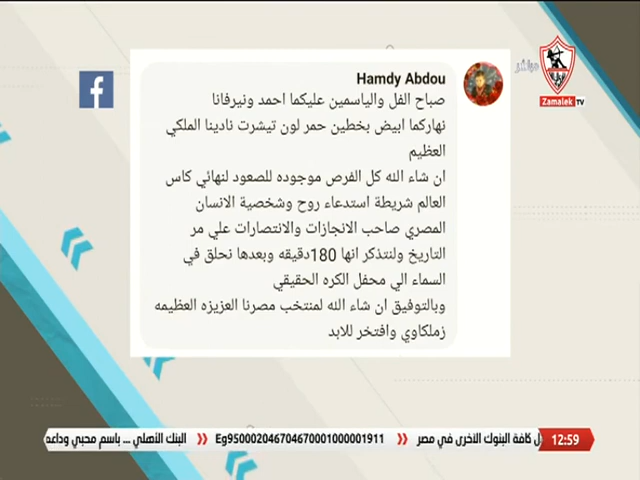 مباشر
Zamalek TV
Hamdy Abdou
صباح الفل والياسمين عليكما احمد ونيرفانا
نهاركما ابيض بخطين حمر لون تيشرت نادينا الملكي
العظيم
ان شاء الله كل الفرص موجوده للصعود لنهائي كاس
العالم شريطة استدعاء روح وشخصية الانسان
المصري صاحب الانجازات والانتصارات علي مر
التاريخ ولنتذكر انها 180دقيقه وبعدها نحلق في
السماء الي محفل الكره الحقيقي
وبالتوفيق ان شاء الله لمنتخب مصرنا العزيزه العظيمه
زملكاوي وافتخر للابد
12:59 ل كافة البنوك الأخرى في مصر Eg950002046704670001000001911 البنك الأهلي ... باسم محبي وداعم